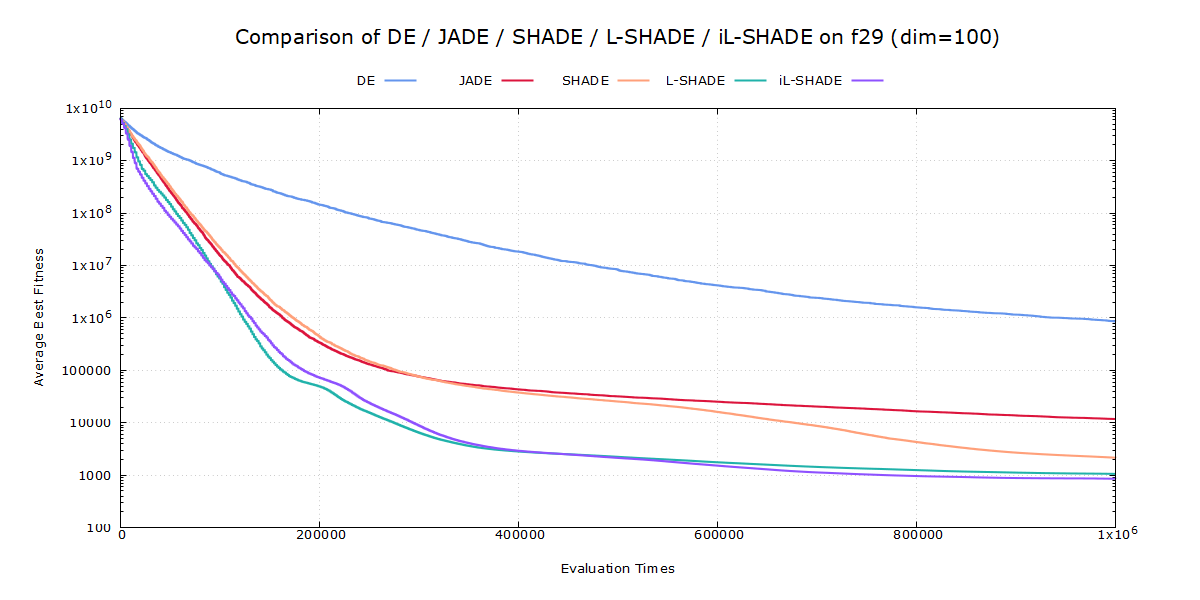 Comparison of DE / JADE / SHADE / L-SHADE / iL-SHADE on f29 (dim=100)
DE JADE SHADE L-SHADE iL-SHADE
1x10^10
1x10^9
1x10^8
1x10^7
1x10^6
100000
10000
1000
100
Average Best Fitness
0 200000 400000 600000 800000 1x10^6
Evaluation Times